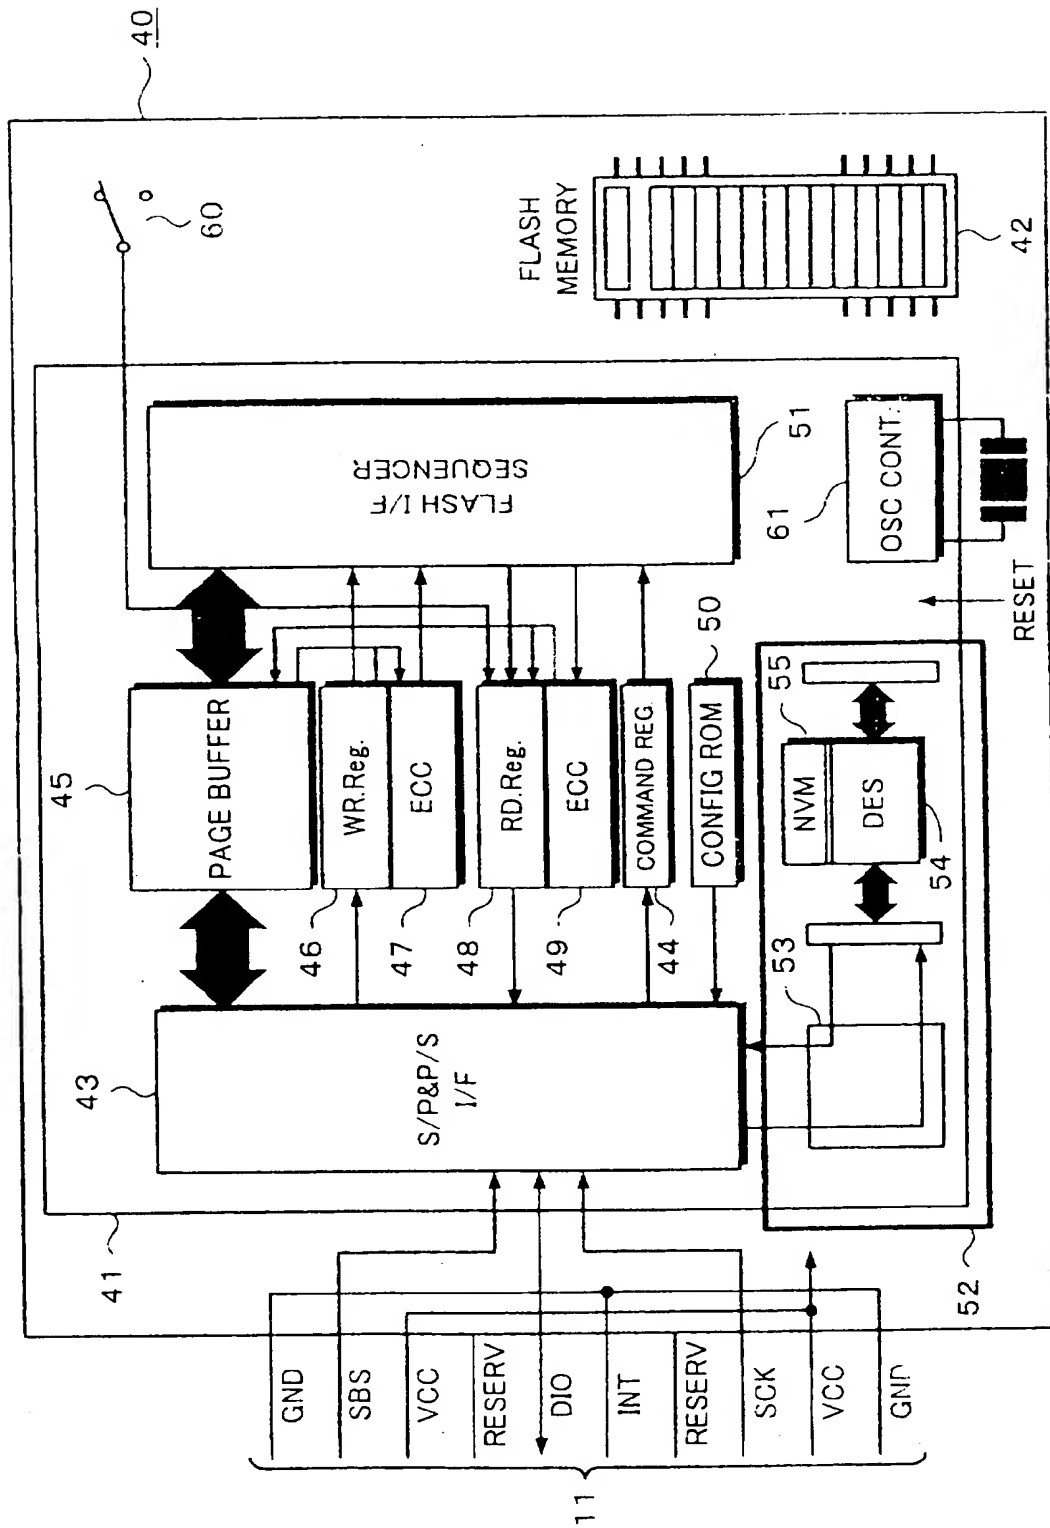 40
60
FLASH
MEMORY
42
FLASH I/F
SEQUENCER
51
61
OSC CONT.
RESET
45
PAGE BUFFER
46
WR.Reg.
47
ECC
48
RD.Reg.
49
ECC
44
COMMAND REG.
50
CONFIG ROM
43
S/P&P/S
I/F
55
NVM
DES
54
53
52
41
GND
SBS
VCC
RESERV
DIO
INT
RESERV
SCK
VCC
GND
11